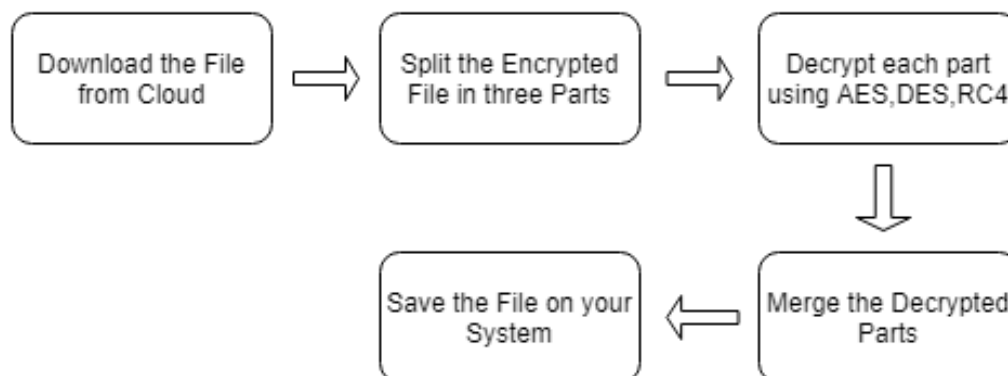 Download the File
from Cloud
Split the Encrypted
File in three Parts
Decrypt each part
using AES,DES,RC4
Merge the Decrypted
Parts
Save the File on your
System